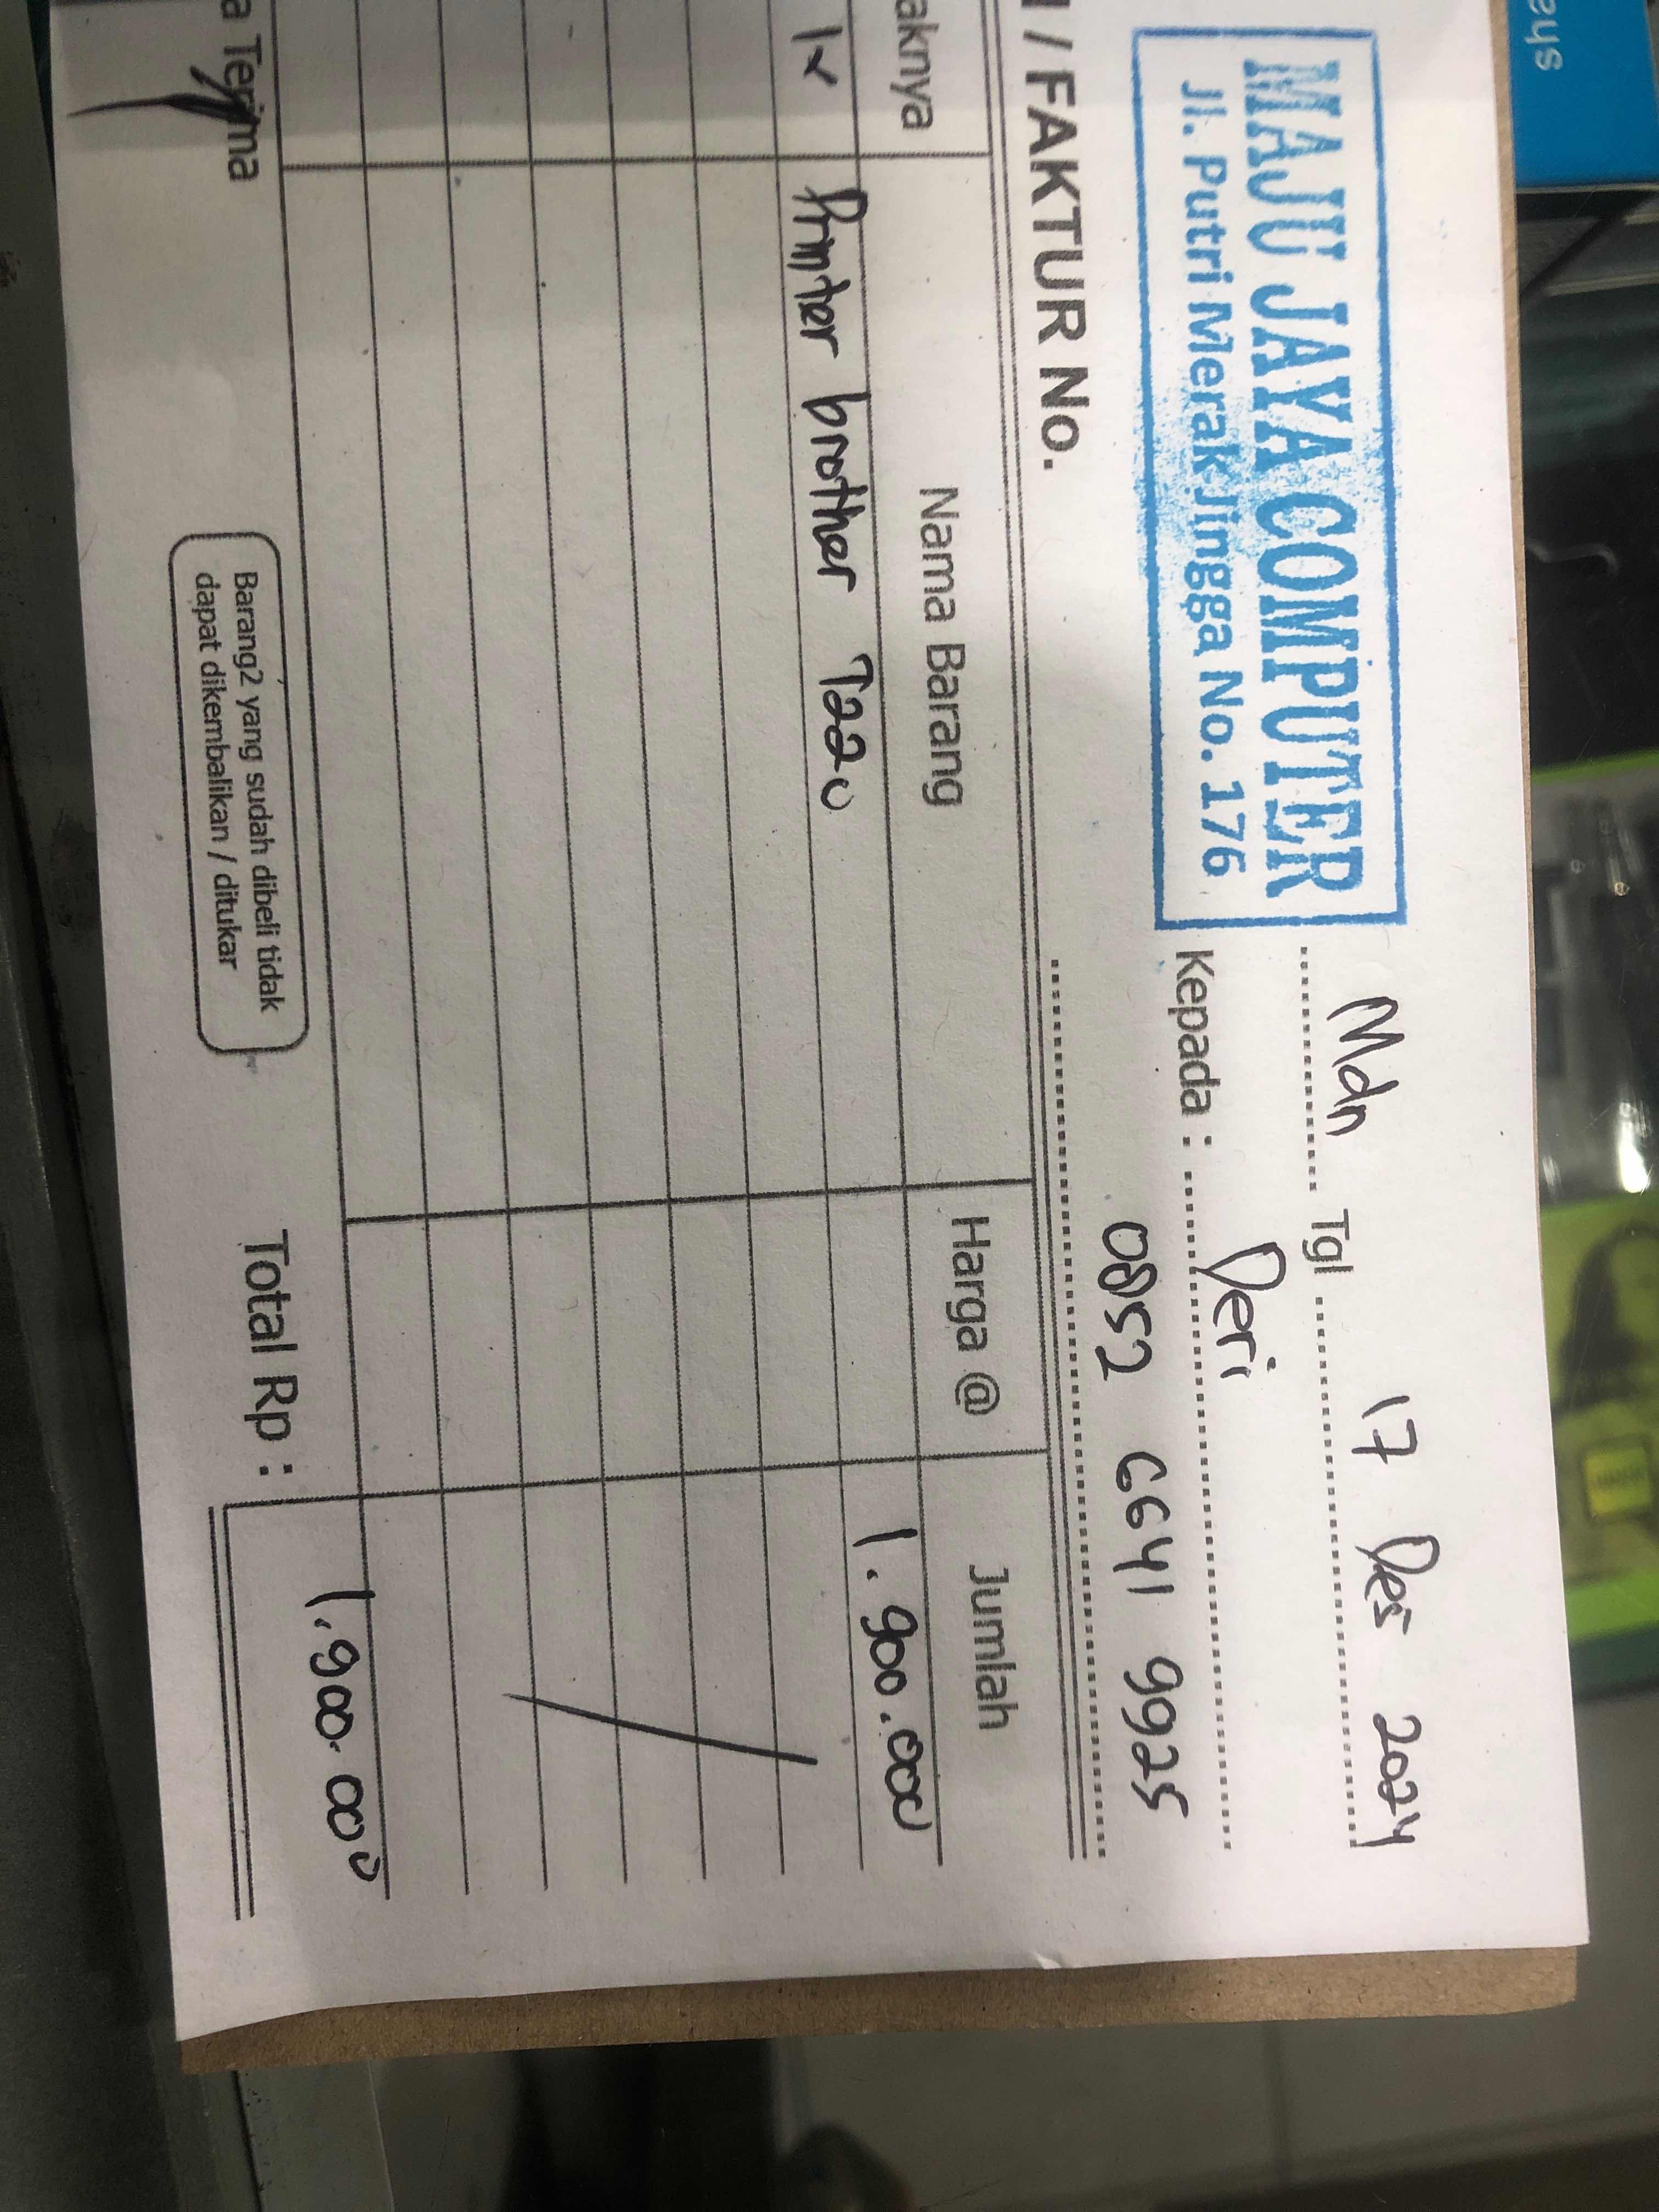 MAJU JAYA COMPUTER
Jl. Putri Merak Jingga No. 176
Mdn Tgl 17 Des 2024
Kepada : Deri
0852 6641 9925
/ FAKTUR No.
aknya Nama Barang Harga @ Jumlah
1 Printer brother T220 1.900.000
a Terima
Barang2 yang sudah dibeli tidak
dapat dikembalikan / ditukar
Total Rp : 1.900.000